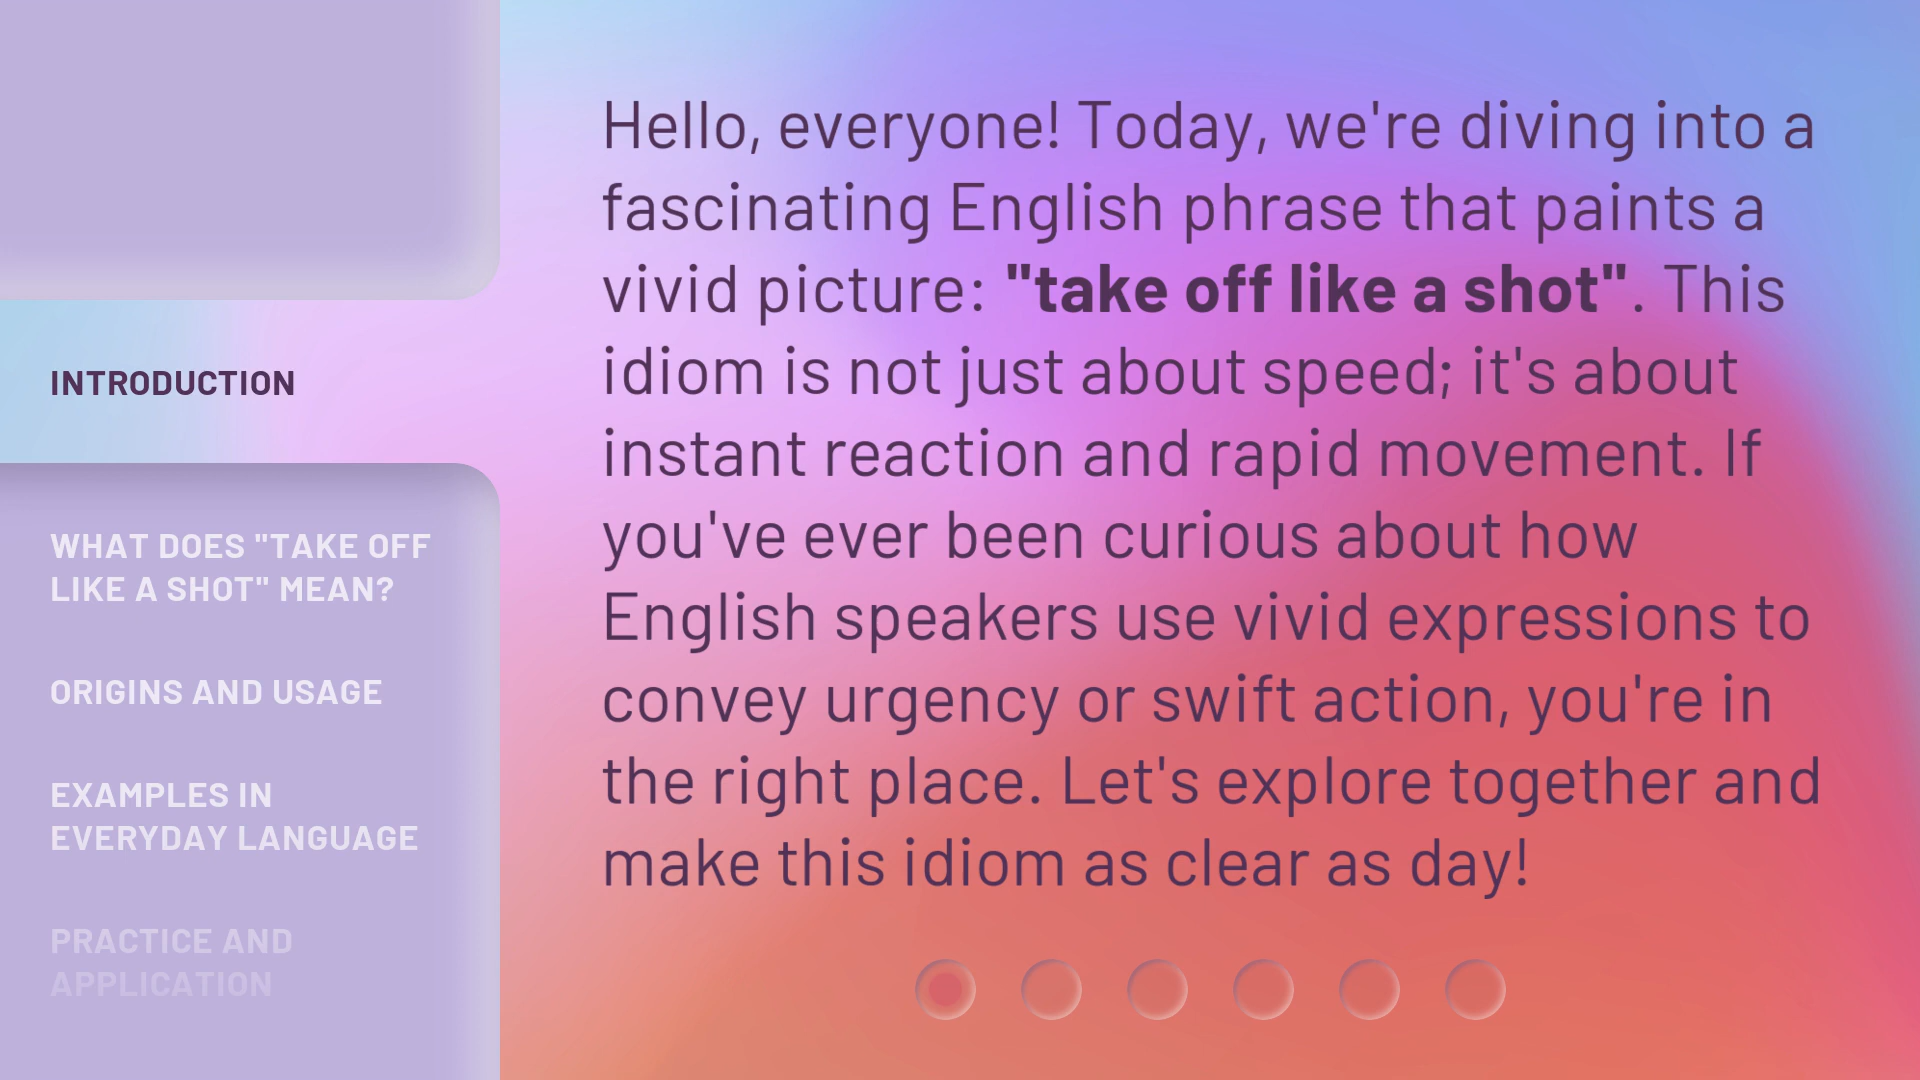 INTRODUCTION
WHAT DOES "TAKE OFF
LIKE A SHOT" MEAN?
ORIGINS AND USAGE
EXAMPLES IN
EVERYDAY LANGUAGE
PRACTICE AND
APPLICATION
Hello, everyone! Today, we're diving into a
fascinating English phrase that paints a
vivid picture: "take off like a shot". This
idiom is not just about speed; it's about
instant reaction and rapid movement. If
you've ever been curious about how
English speakers use vivid expressions to
convey urgency or swift action, you're in
the right place. Let's explore together and
make this idiom as clear as day!